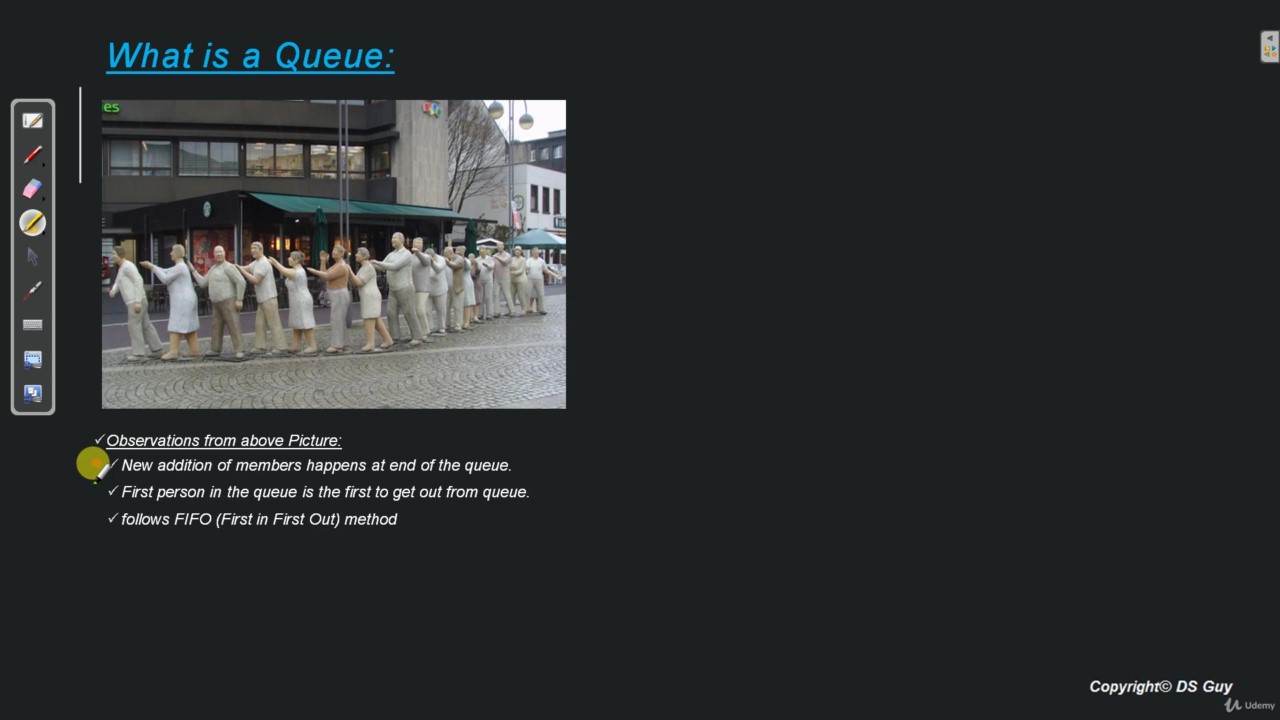 What is a Queue:
es
Observations from above Picture:
New addition of members happens at end of the queue.
First person in the queue is the first to get out from queue.
follows FIFO (First in First Out) method
Copyright© DS Guy
Udemy